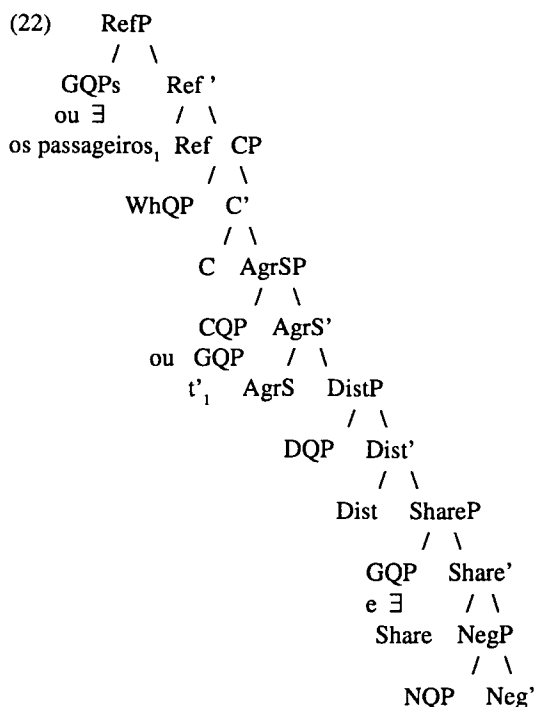 (22) RefP
/ \
GQPs Ref '
ou ∃ / \
os passageiros₁ Ref CP
/ \
WhQP C'
/ \
C AgrSP
/ \
CQP AgrS'
ou GQP / \
t'₁ AgrS DistP
/ \
DQP Dist'
/ \
Dist ShareP
/ \
GQP Share'
e ∃ / \
Share NegP
/ \
NQP Neg'